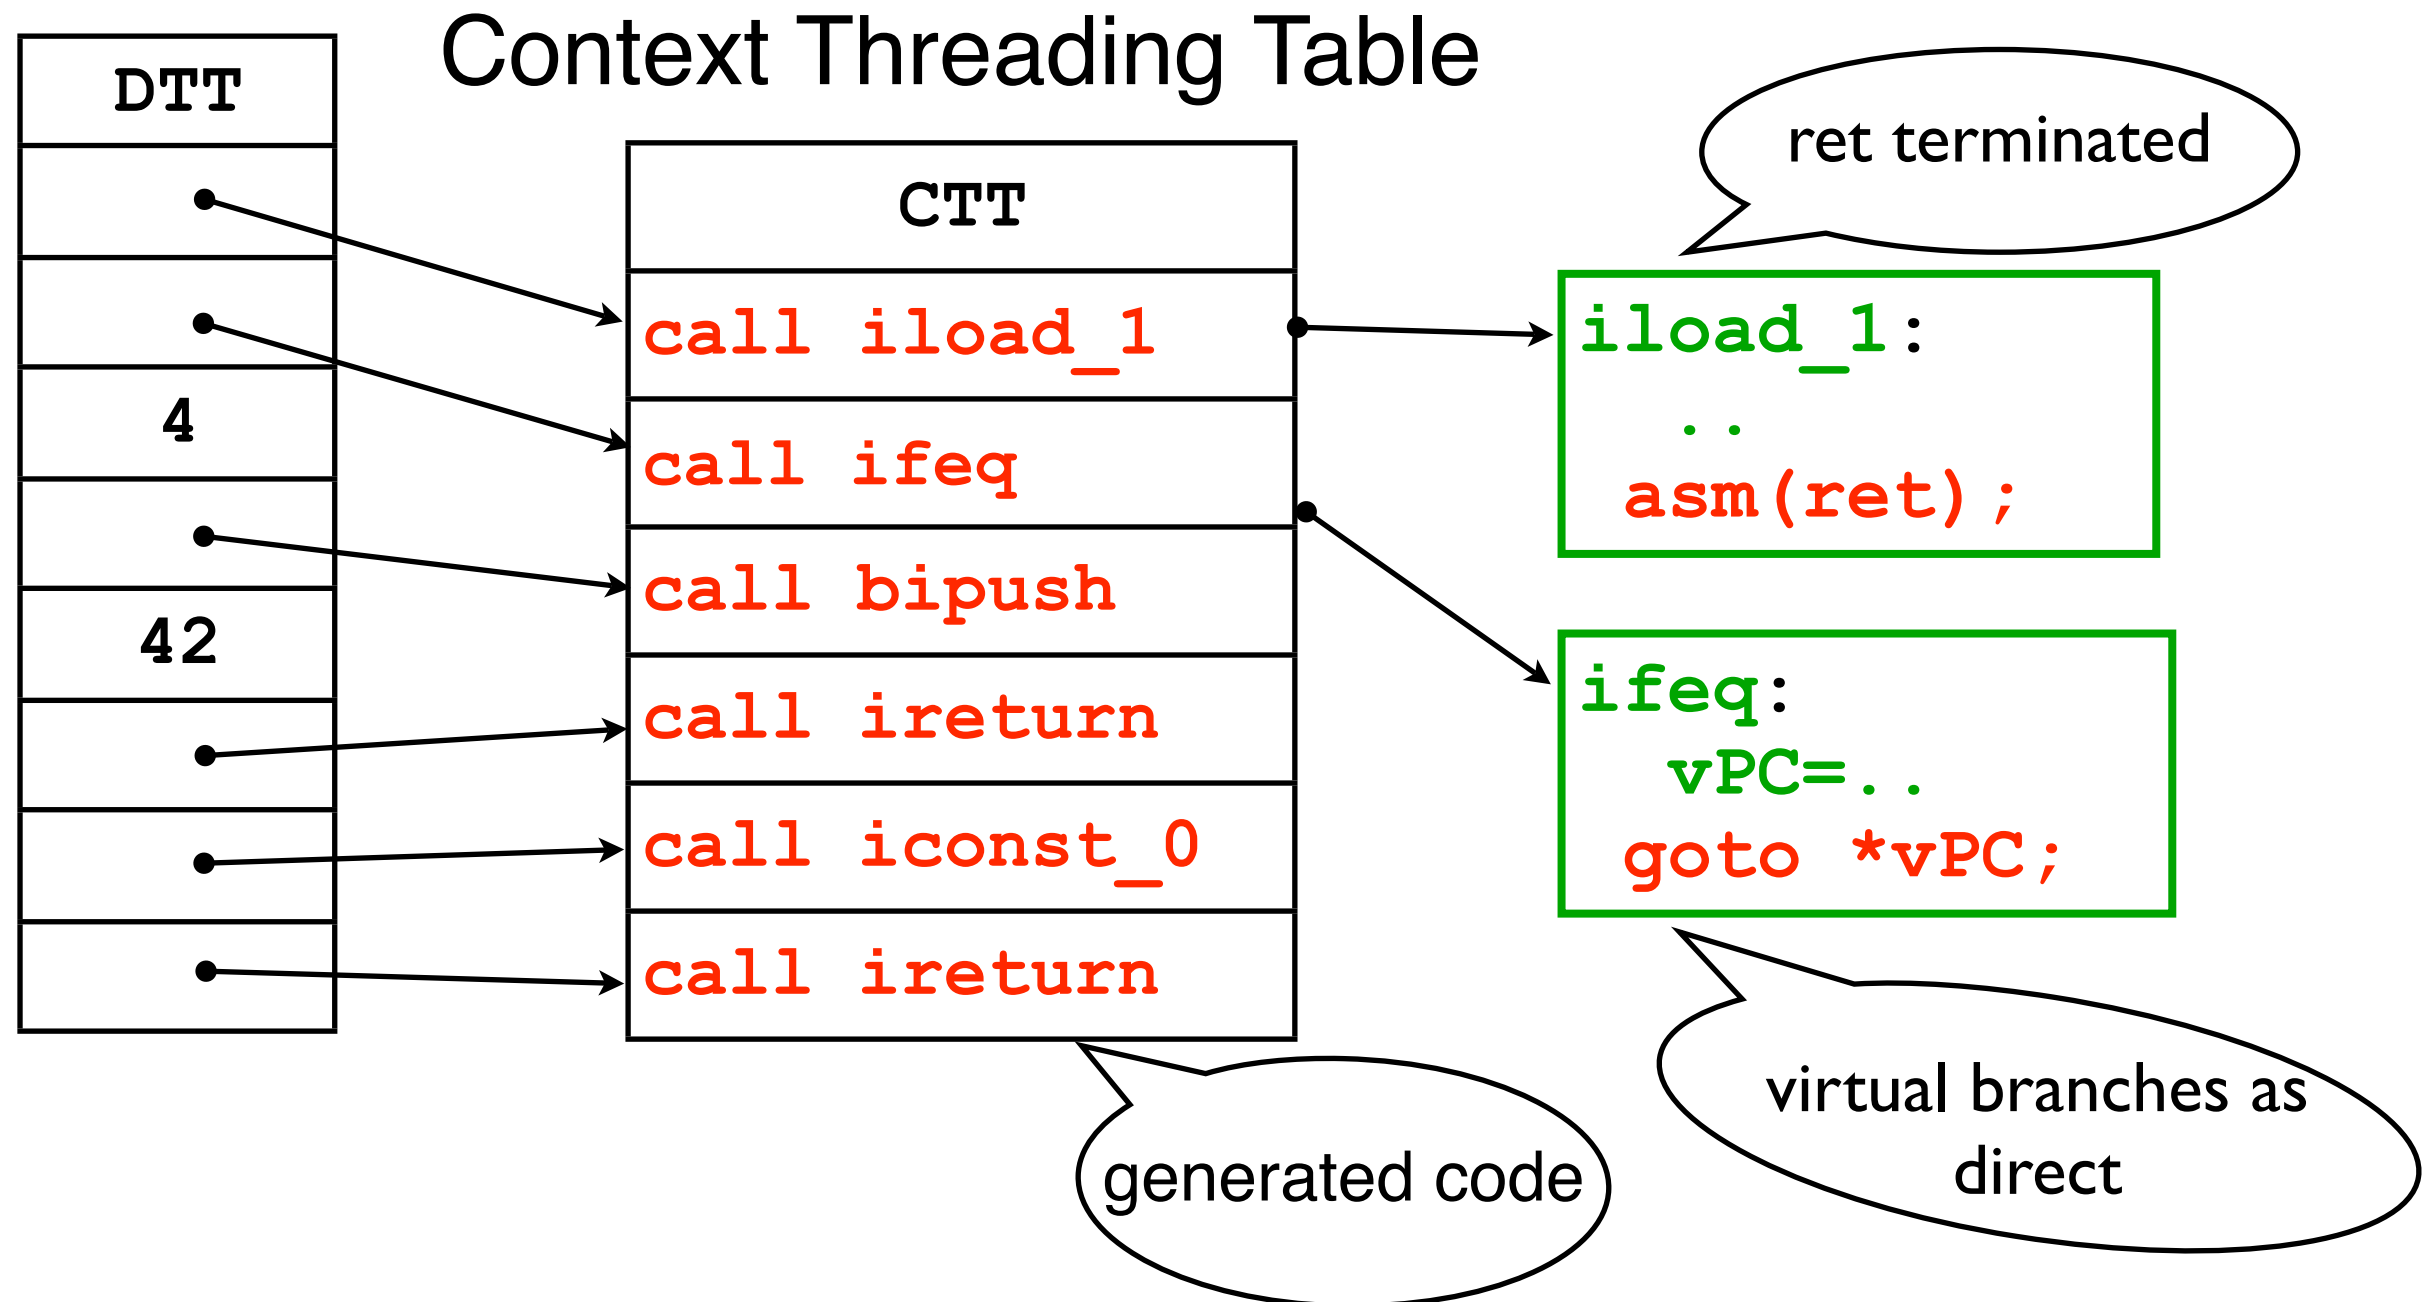 Context Threading Table
DTT
4
42
CTT
call iload_1
call ifeq
call bipush
call ireturn
call iconst_0
call ireturn
ret terminated
iload_1:
..
asm(ret);
ifeq:
vPC=..
goto *vPC;
generated code
virtual branches as
direct